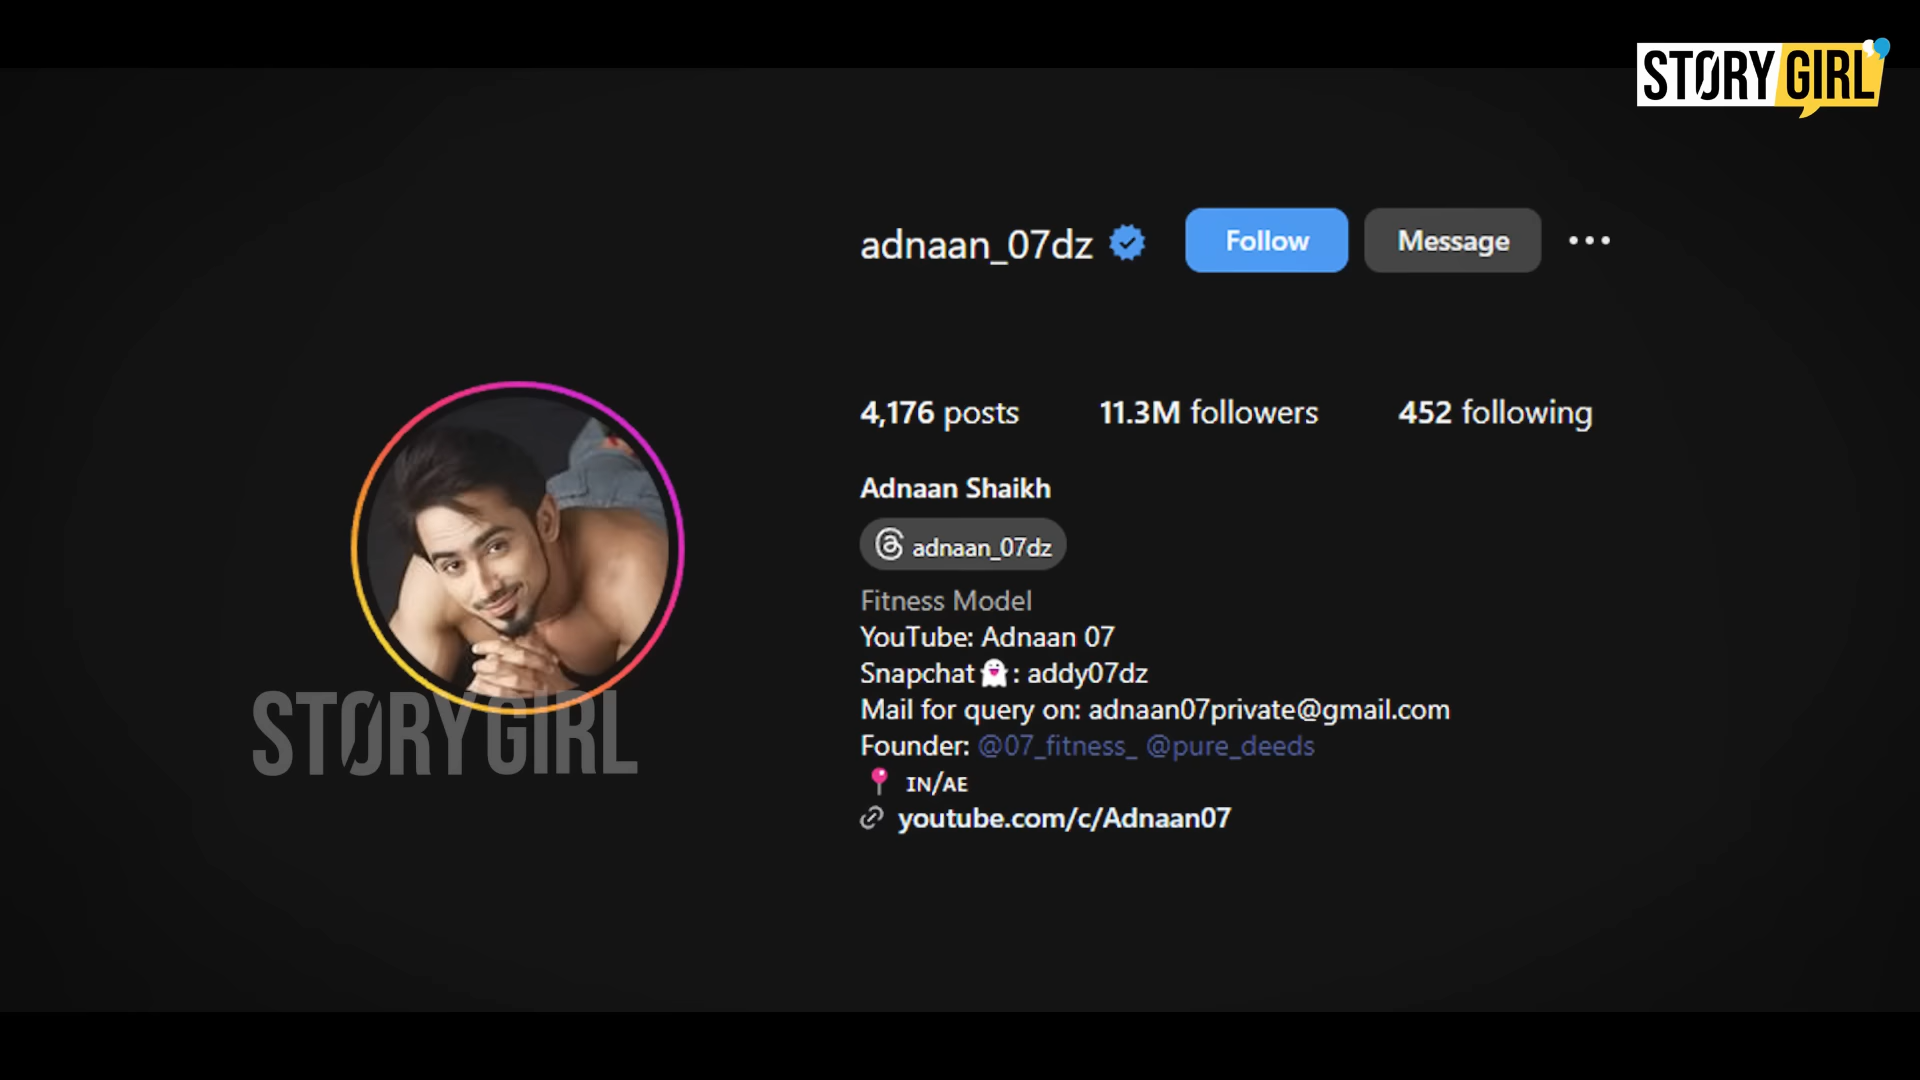 STORY GIRL
adnaan_07dz Follow Message
4,176 posts 11.3M followers 452 following
Adnaan Shaikh
adnaan_07dz
Fitness Model
YouTube: Adnaan 07
Snapchat👻: addy07dz
Mail for query on: adnaan07private@gmail.com
Founder: @07_fitness_ @pure_deeds
📍 ɪɴ/ᴀᴇ
youtube.com/c/Adnaan07
STORY GIRL